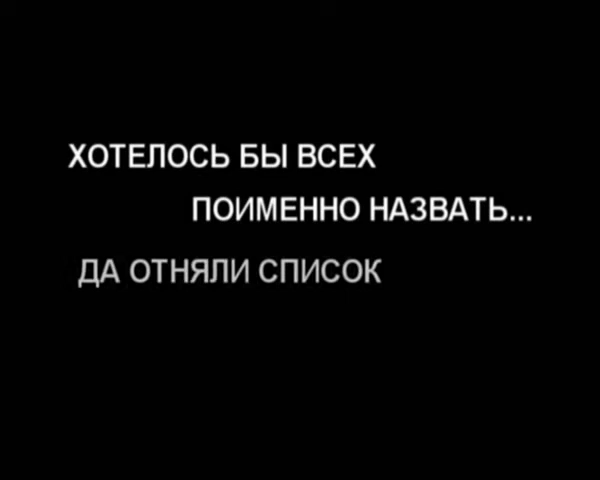 ХОТЕЛОСЬ БЫ ВСЕХ
ПОИМЕННО НАЗВАТЬ...
ДА ОТНЯЛИ СПИСОК